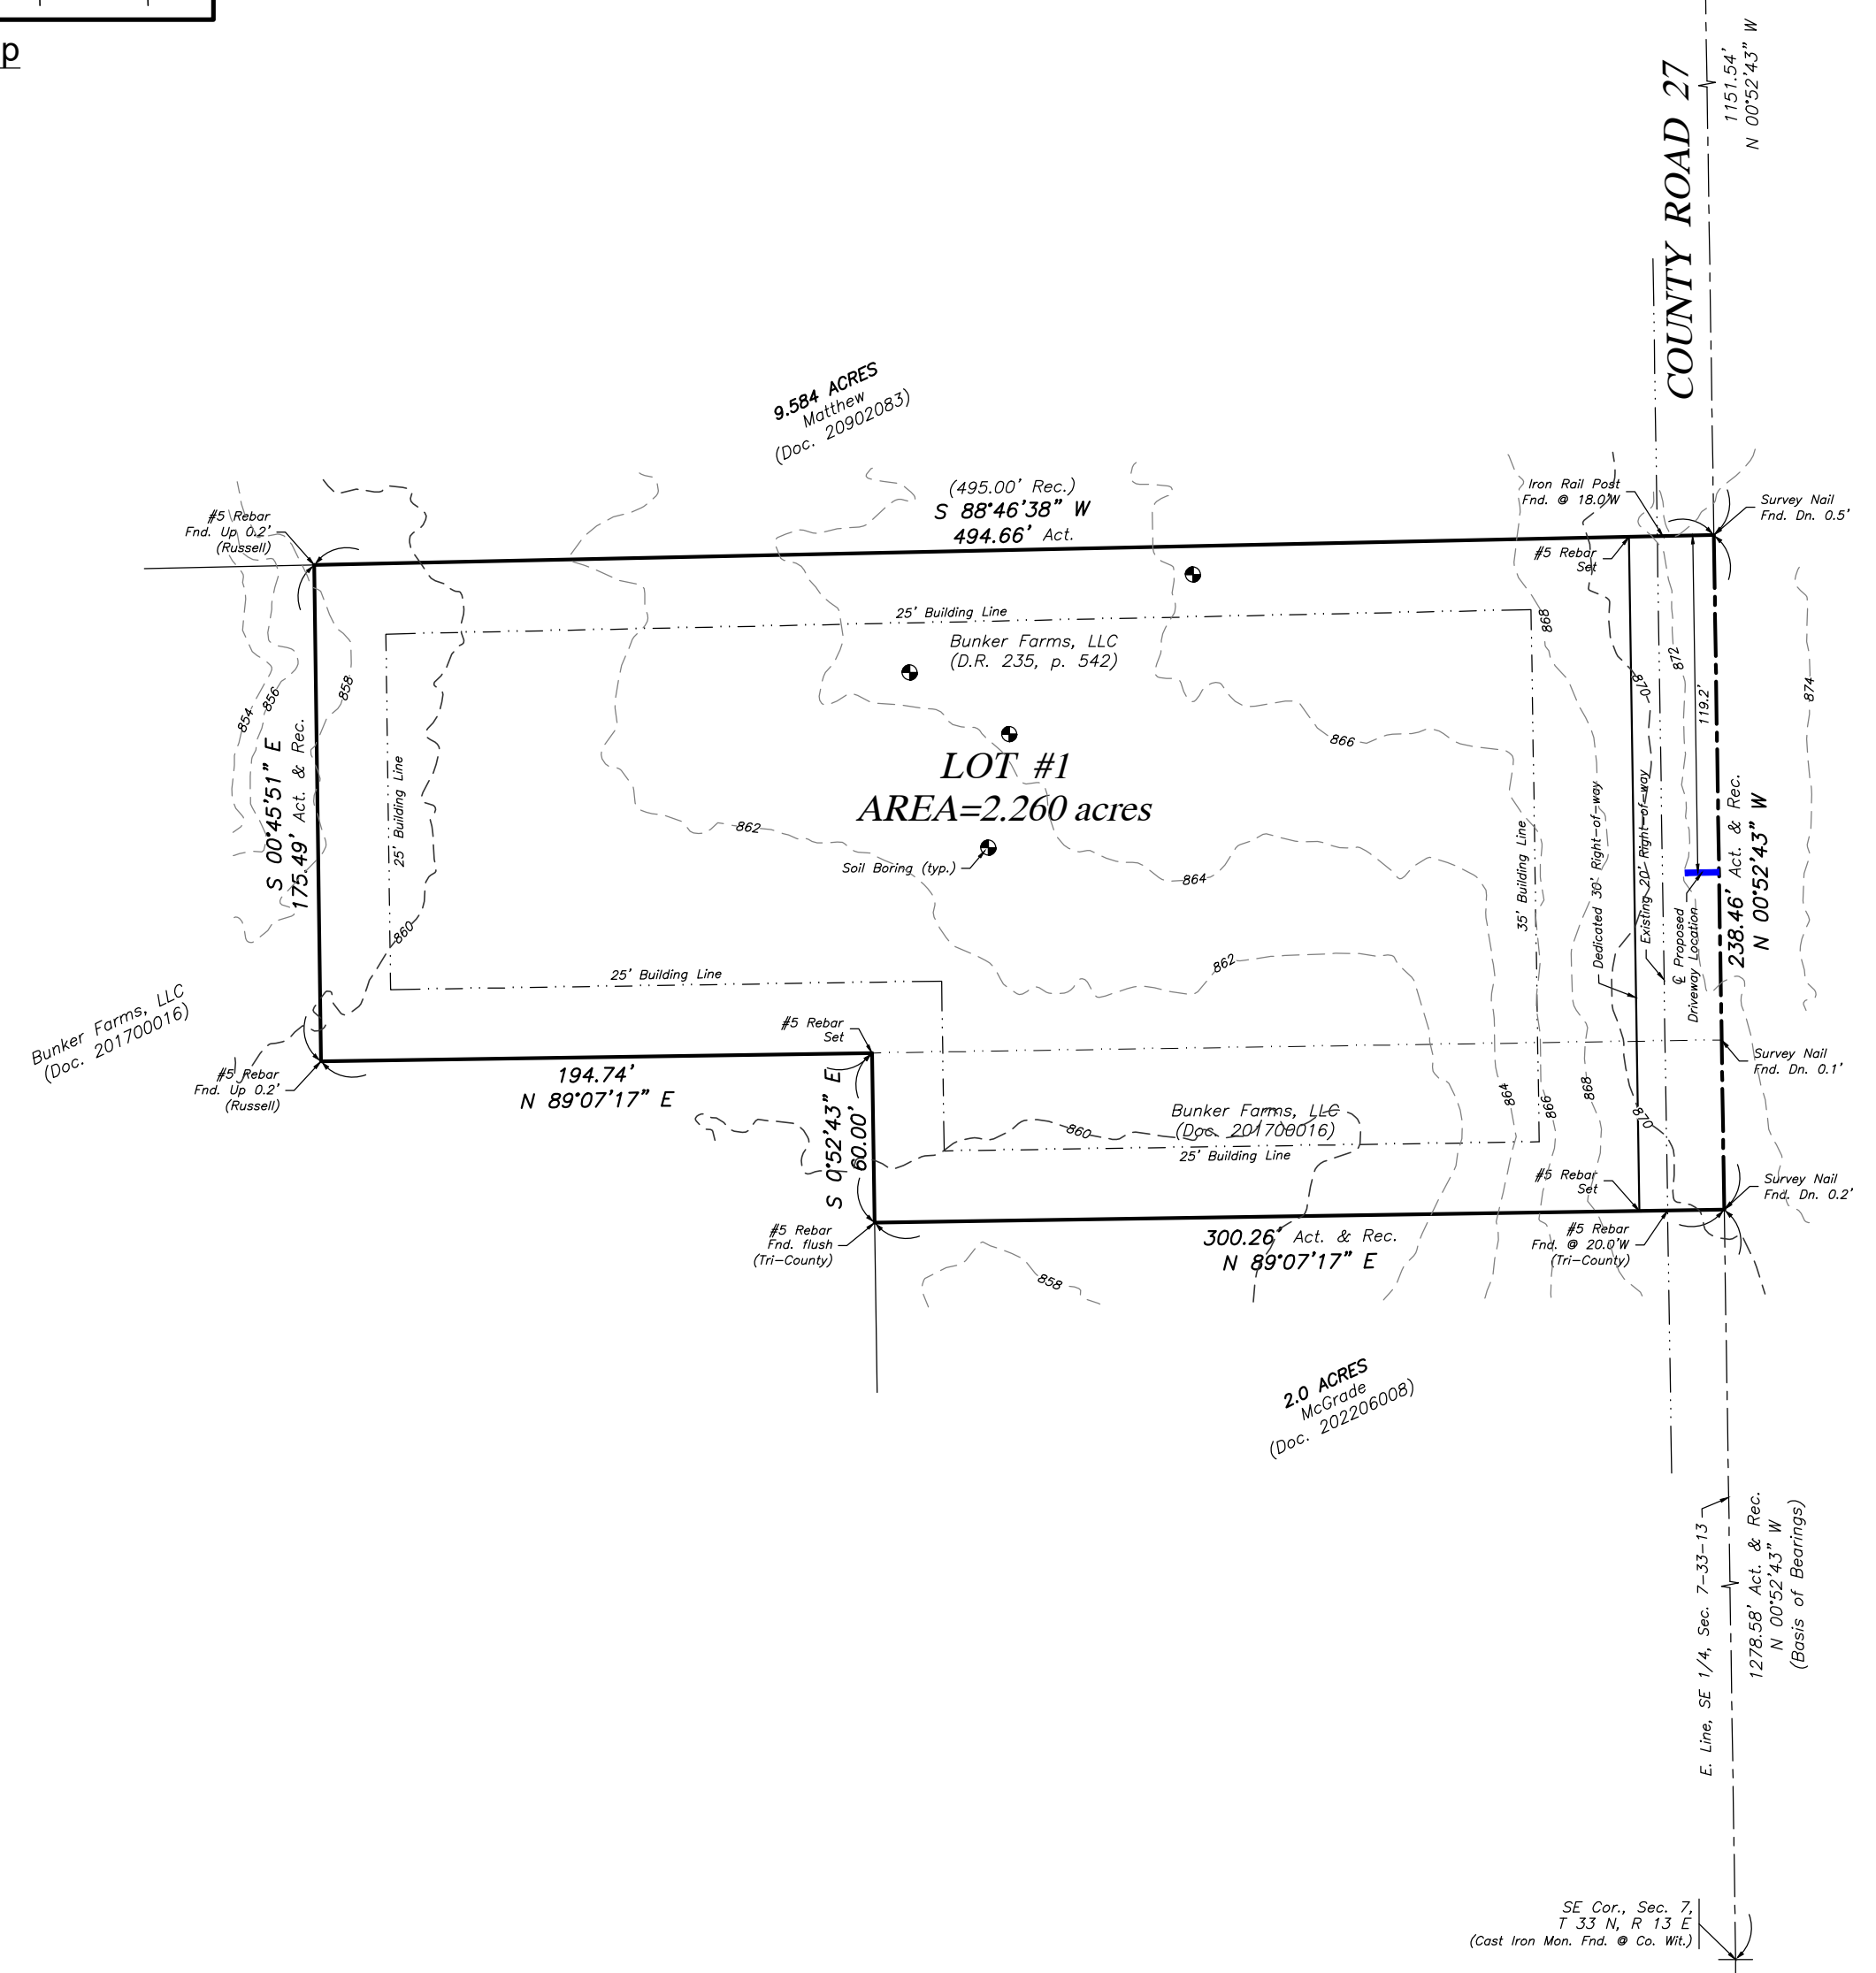 p
1151.54'
N 00°52'43" W
COUNTY ROAD 27
9.584 ACRES
Matthew
(Doc. 20902083)
(495.00' Rec.)
S 88°46'38" W
494.66' Act.
Iron Rail Post
Fnd. @ 18.0'W
Survey Nail
Fnd. Dn. 0.5'
#5 Rebar
Fnd. Up 0.2'
(Russell)
#5 Rebar
Set
25' Building Line
Bunker Farms, LLC
(D.R. 235, p. 542)
868
872
870
874
119.2'
854
856
858
866
S 00°45'51" E
175.49' Act. & Rec.
25' Building Line
LOT #1
AREA=2.260 acres
862
Soil Boring (typ.)
864
35' Building Line
Dedicated 30' Right-of-way
Existing 20' Right-of-way
℄ Proposed
Driveway Location
238.46' Act. & Rec.
N 00°52'43" W
860
25' Building Line
862
Bunker Farms, LLC
(Doc. 201700016)
#5 Rebar
Set
Survey Nail
Fnd. Dn. 0.1'
#5 Rebar
Fnd. Up 0.2'
(Russell)
194.74'
N 89°07'17" E
S 0°52'43" E
60.00'
Bunker Farms, LLC
(Doc. 201700016)
860
864
866
868
870
25' Building Line
#5 Rebar
Set
Survey Nail
Fnd. Dn. 0.2'
#5 Rebar
Fnd. flush
(Tri-County)
300.26' Act. & Rec.
N 89°07'17" E
#5 Rebar
Fnd. @ 20.0'W
(Tri-County)
858
2.0 ACRES
McGrade
(Doc. 202206008)
E. Line, SE 1/4, Sec. 7-33-13
1278.58' Act. & Rec.
N 00°52'43" W
(Basis of Bearings)
SE Cor., Sec. 7,
T 33 N, R 13 E
(Cast Iron Mon. Fnd. @ Co. Wit.)